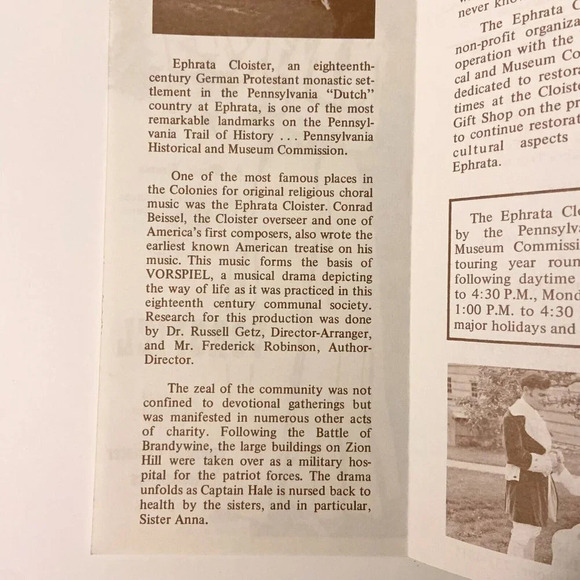 Ephrata Cloister, an eighteenth-
century German Protestant monastic set-
tlement in the Pennsylvania “Dutch”
country at Ephrata, is one of the most
remarkable landmarks on the Pennsyl-
vania Trail of History . . . Pennsylvania
Historical and Museum Commission.
One of the most famous places in
the Colonies for original religious choral
music was the Ephrata Cloister. Conrad
Beissel, the Cloister overseer and one of
America's first composers, also wrote the
earliest known American treatise on his
music. This music forms the basis of
VORSPIEL, a musical drama depicting
the way of life as it was practiced in this
eighteenth century communal society.
Research for this production was done
by Dr. Russell Getz, Director-Arranger,
and Mr. Frederick Robinson, Author-
Director.
The zeal of the community was not
confined to devotional gatherings but
was manifested in numerous other acts
of charity. Following the Battle of
Brandywine, the large buildings on Zion
Hill were taken over as a military hos-
pital for the patriot forces. The drama
unfolds as Captain Hale is nursed back to
health by the sisters, and in particular,
Sister Anna.
never
The Ephrata
non-profit
operation with the
cal and Museum
dedicated to
times at the
Gift Shop on the
to continue
cultural aspects
Ephrata.
The Ephrata
by the
Museum
touring year
following daytime
to 4:30 P.M.,
1:00 P.M. to 4:30
major holidays and